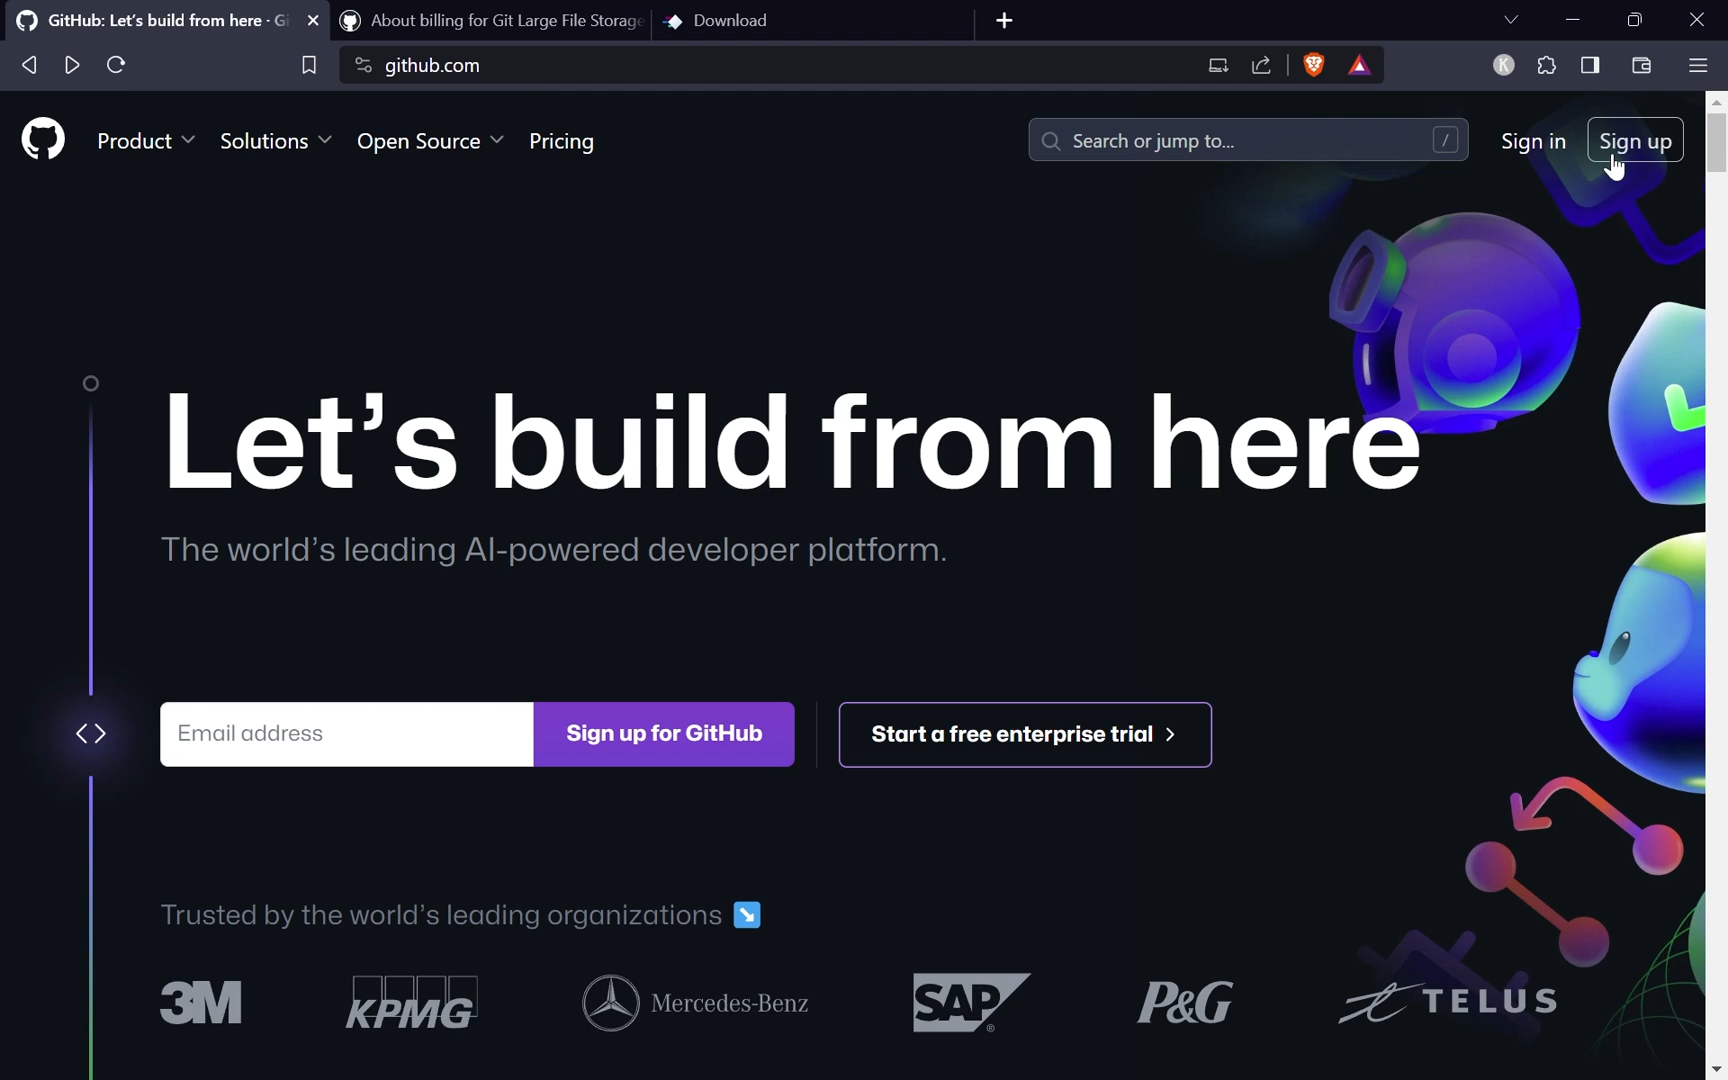 GitHub: Let's build from here · Gi
About billing for Git Large File Storage
Download
github.com
K
Product
Solutions
Open Source
Pricing
Search or jump to...
/
Sign in
Sign up
Let's build from here
The world's leading AI-powered developer platform.
Email address
Sign up for GitHub
Start a free enterprise trial
Trusted by the world's leading organizations
3M
KPMG
Mercedes-Benz
SAP
P&G
TELUS